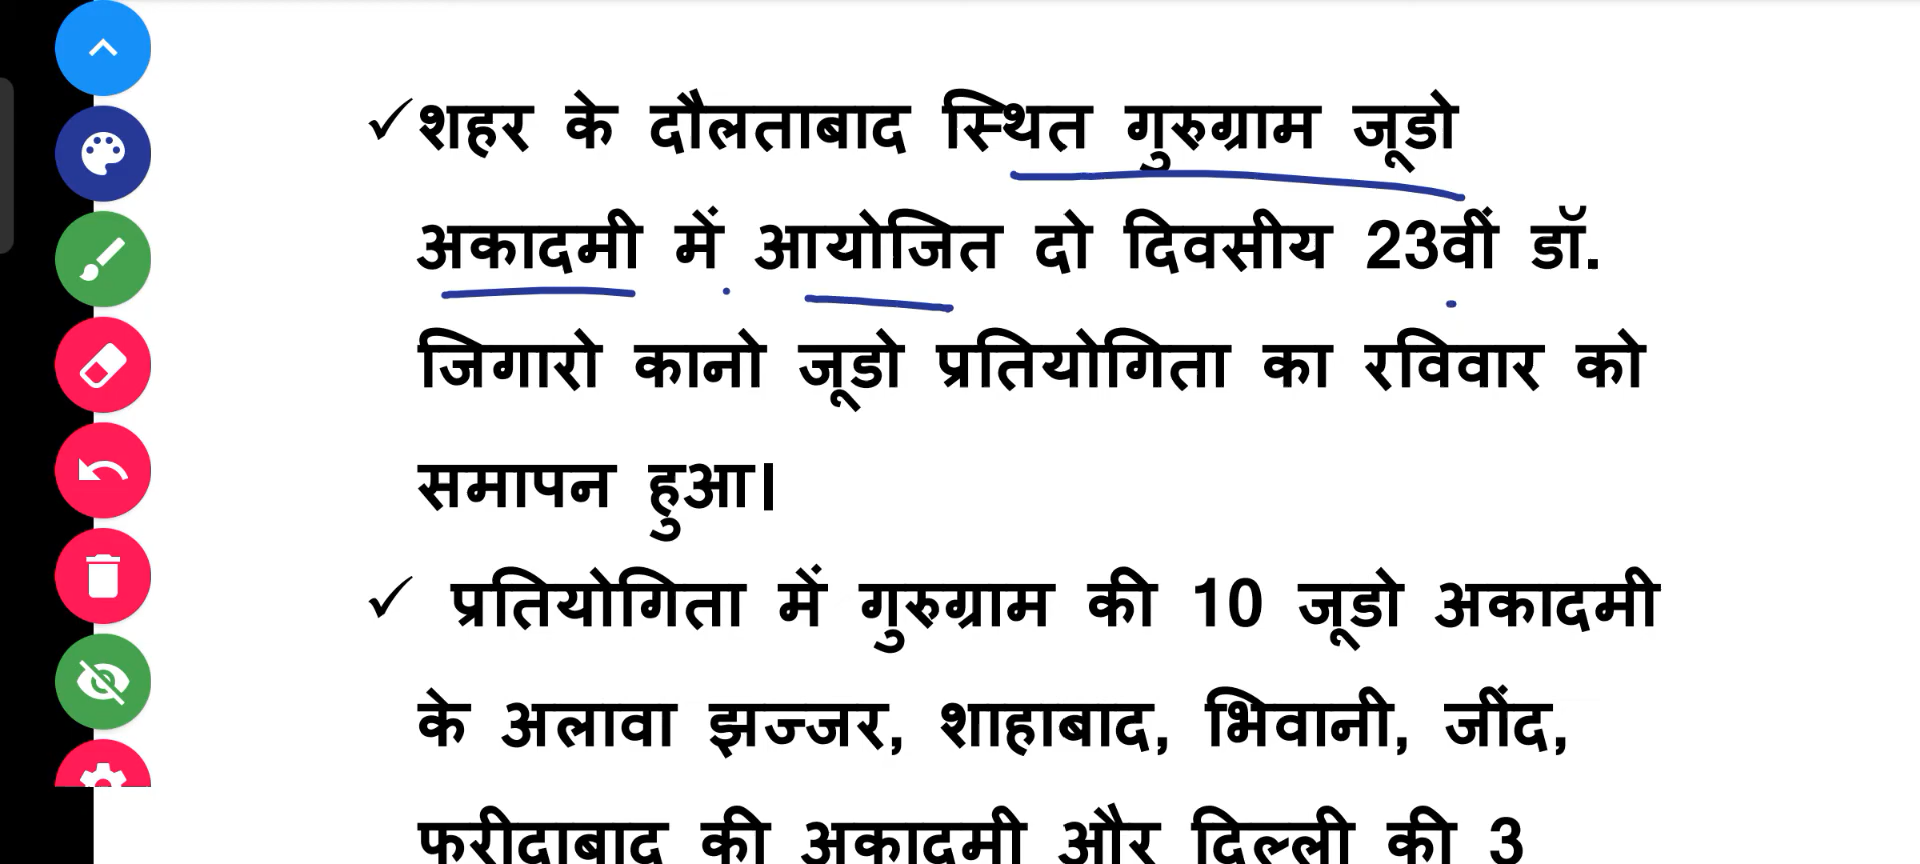 ✓शहर के दौलताबाद स्थित गुरुग्राम जूडो
अकादमी में आयोजित दो दिवसीय 23वीं डॉ.
जिगारो कानो जूडो प्रतियोगिता का रविवार को
समापन हुआ।
✓ प्रतियोगिता में गुरुग्राम की 10 जूडो अकादमी
के अलावा झज्जर, शाहाबाद, भिवानी, जींद,
फरीदाबाद की अकादमी और दिल्ली की 3